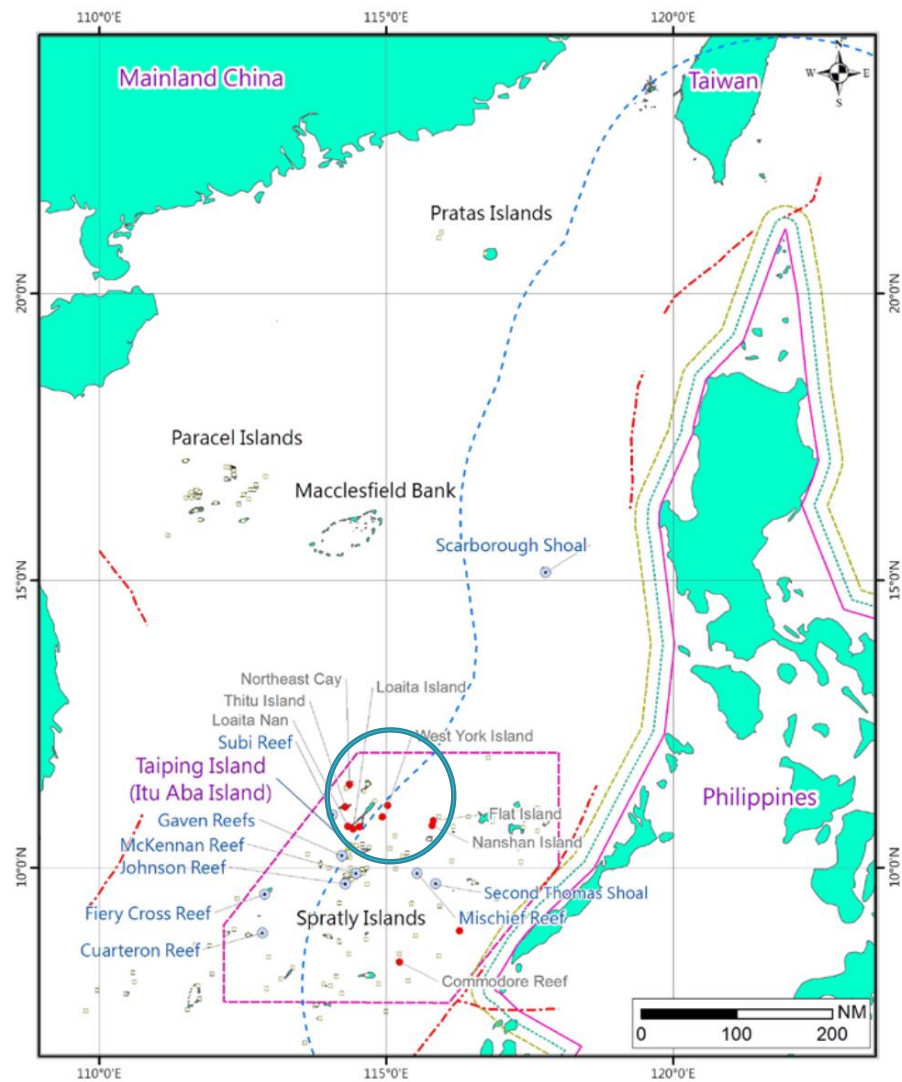 110°0'E
115°0'E
120°0'E
Mainland China
Taiwan
N
W
E
S
Pratas Islands
20°0'N
20°0'N
Paracel Islands
Macclesfield Bank
Scarborough Shoal
15°0'N
15°0'N
Northeast Cay
Loaita Island
Thitu Island
Loaita Nan
West York Island
Subi Reef
Taiping Island
(Itu Aba Island)
Philippines
Flat Island
Gaven Reefs
Nanshan Island
McKennan Reef
10°0'N
10°0'N
Johnson Reef
Second Thomas Shoal
Fiery Cross Reef
Spratly Islands
Mischief Reef
Cuarteron Reef
Commodore Reef
NM
0
100
200
110°0'E
115°0'E
120°0'E